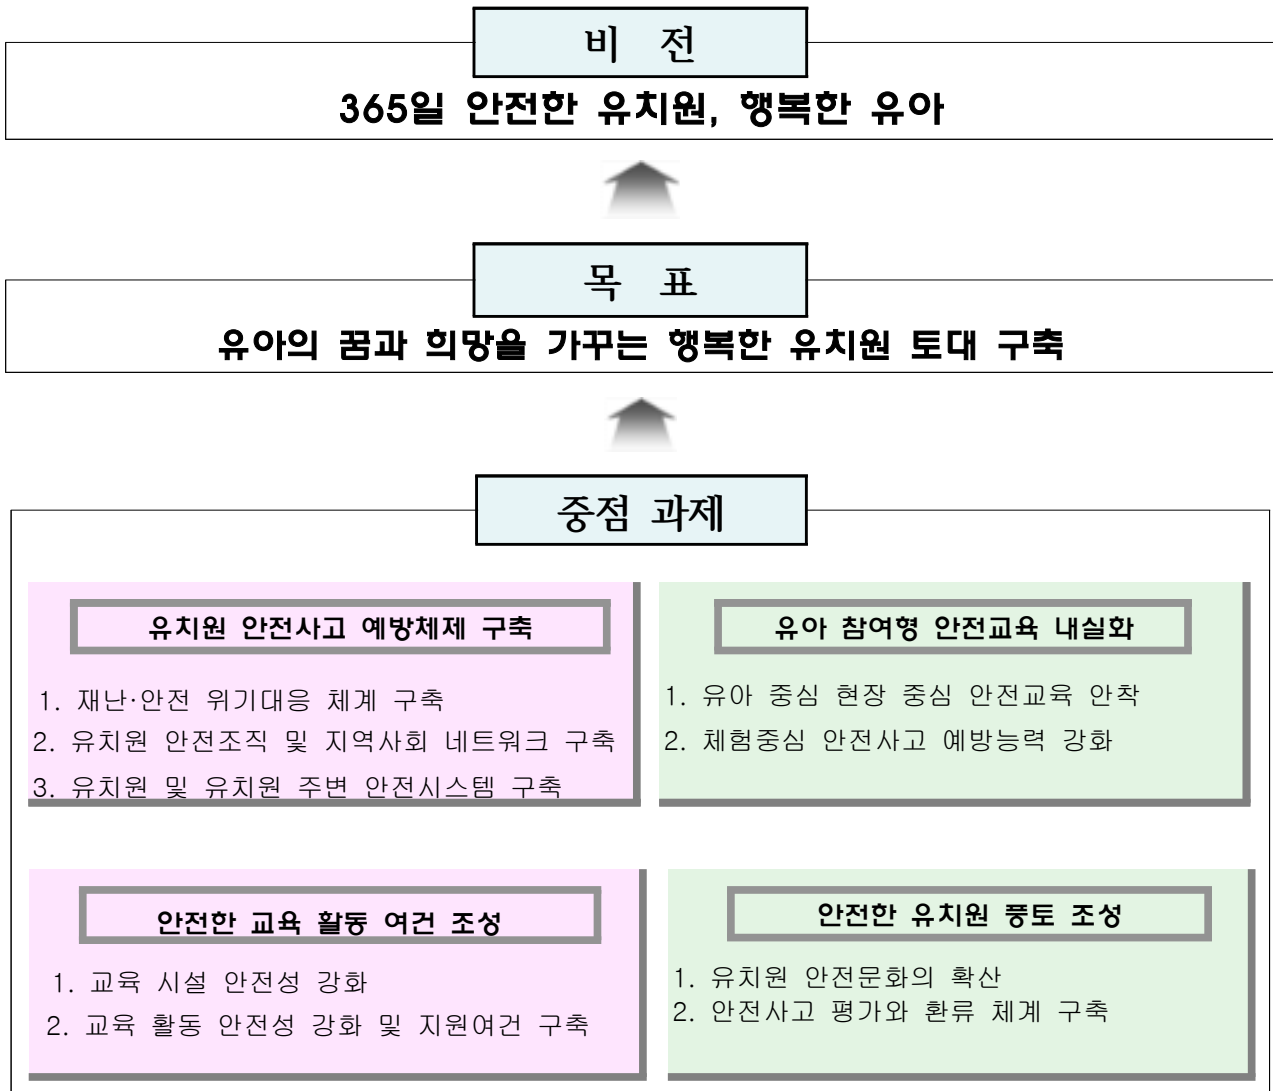 비 전
365일 안전한 유치원, 행복한 유아
목 표
유아의 꿈과 희망을 가꾸는 행복한 유치원 토대 구축
중점 과제
유치원 안전사고 예방체제 구축
1. 재난·안전 위기대응 체계 구축
2. 유치원 안전조직 및 지역사회 네트워크 구축
3. 유치원 및 유치원 주변 안전시스템 구축
유아 참여형 안전교육 내실화
1. 유아 중심 현장 중심 안전교육 안착
2. 체험중심 안전사고 예방능력 강화
안전한 교육 활동 여건 조성
1. 교육 시설 안전성 강화
2. 교육 활동 안전성 강화 및 지원여건 구축
안전한 유치원 풍토 조성
1. 유치원 안전문화의 확산
2. 안전사고 평가와 환류 체계 구축